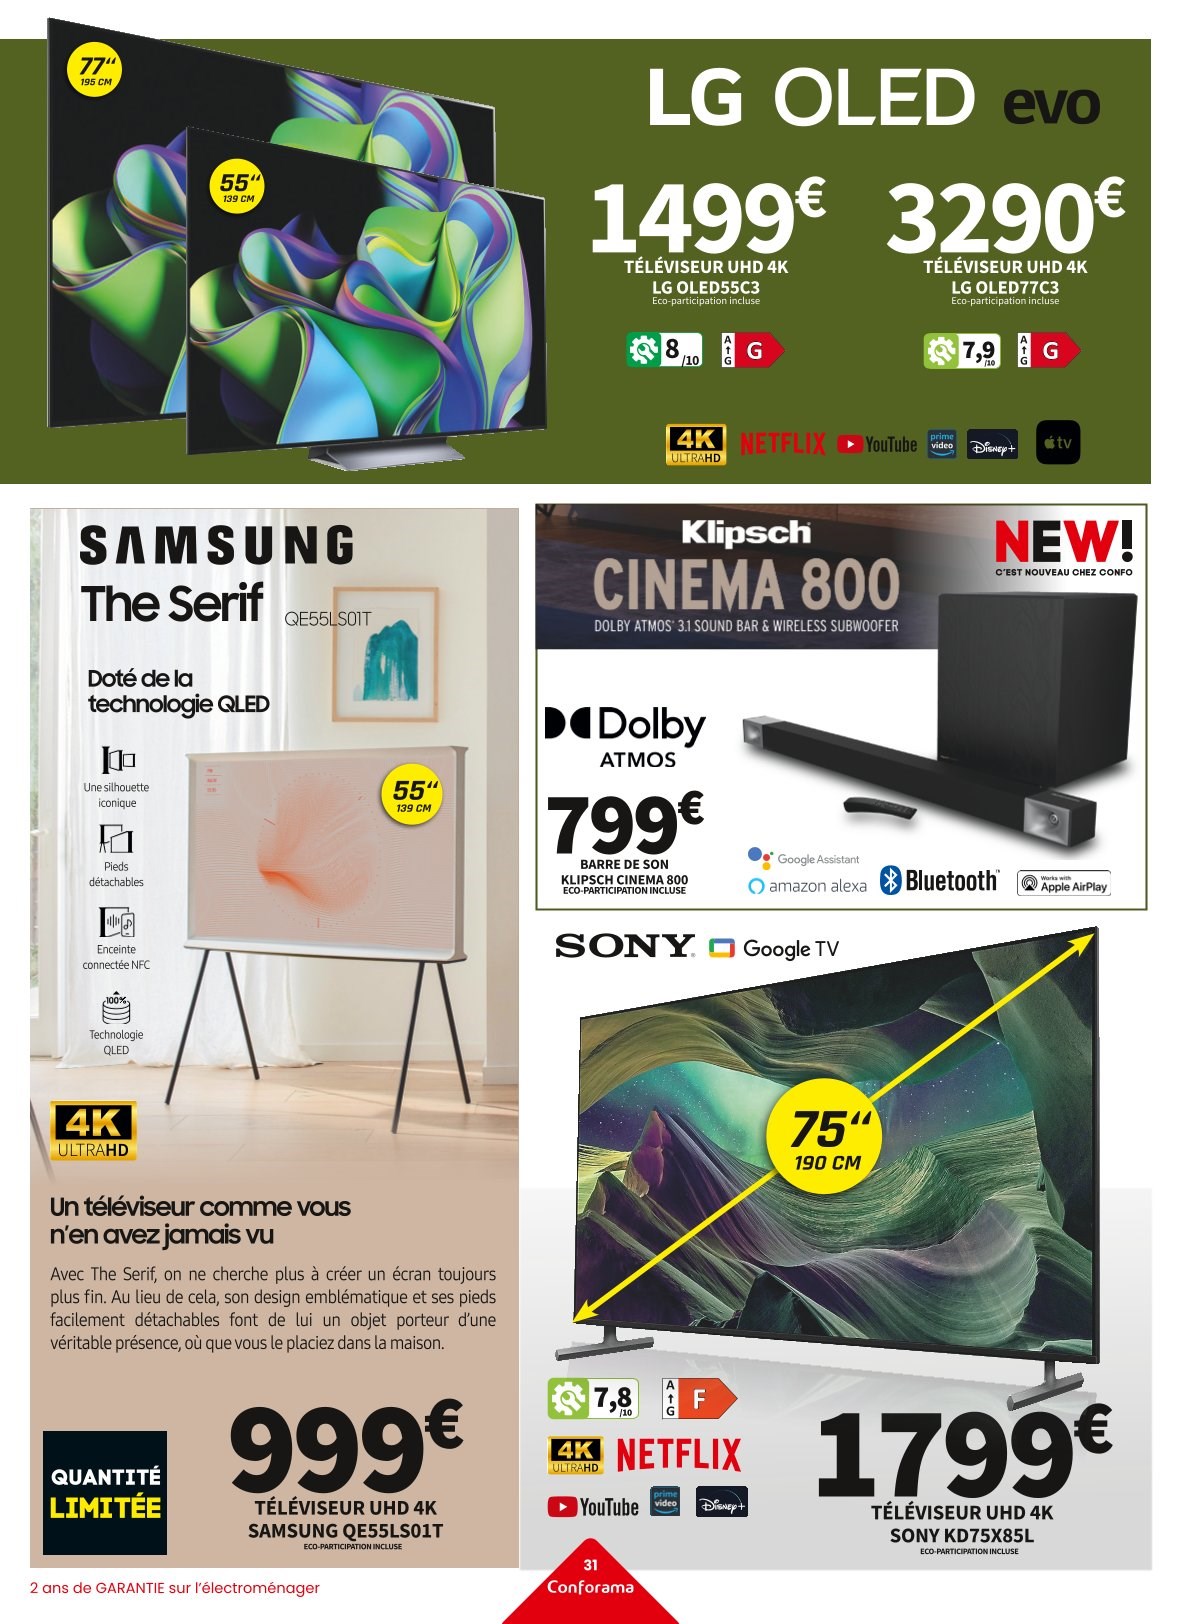 77“
195 CM
55“
139 CM
LG OLED evo
1499€
TÉLÉVISEUR UHD 4K
LG OLED55C3
Eco-participation incluse
8/10
A
G
G
3290€
TÉLÉVISEUR UHD 4K
LG OLED77C3
Eco-participation incluse
7,9/10
A
G
G
4K
ULTRAHD
NETFLIX
YouTube
prime
video
Disney+
tv
SAMSUNG
The Serif QE55LS01T
Doté de la
technologie QLED
Une silhouette
iconique
Pieds
détachables
Enceinte
connectée NFC
100%
Technologie
QLED
55“
139 CM
4K
ULTRAHD
Un téléviseur comme vous
n’en avez jamais vu
Avec The Serif, on ne cherche plus à créer un écran toujours
plus fin. Au lieu de cela, son design emblématique et ses pieds
facilement détachables font de lui un objet porteur d’une
véritable présence, où que vous le placiez dans la maison.
QUANTITÉ
LIMITÉE
999€
TÉLÉVISEUR UHD 4K
SAMSUNG QE55LS01T
ECO-PARTICIPATION INCLUSE
Klipsch
CINEMA 800
DOLBY ATMOS® 3.1 SOUND BAR & WIRELESS SUBWOOFER
NEW!
C’EST NOUVEAU CHEZ CONFO
Dolby
ATMOS
799€
BARRE DE SON
KLIPSCH CINEMA 800
ECO-PARTICIPATION INCLUSE
Google Assistant
amazon alexa
Bluetooth
Works with
Apple AirPlay
SONY
Google TV
75“
190 CM
7,8/10
A
G
F
4K
ULTRAHD
NETFLIX
YouTube
prime
video
Disney+
1799€
TÉLÉVISEUR UHD 4K
SONY KD75X85L
ECO-PARTICIPATION INCLUSE
2 ans de GARANTIE sur l’électroménager
31
Conforama